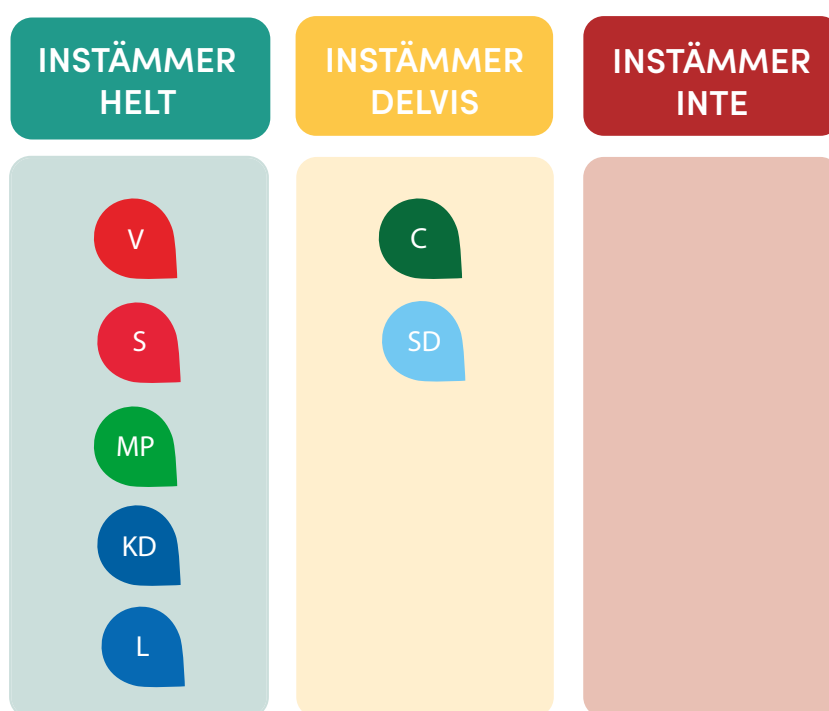 INSTÄMMER
HELT
INSTÄMMER
DELVIS
INSTÄMMER
INTE
V
S
MP
KD
L
C
SD